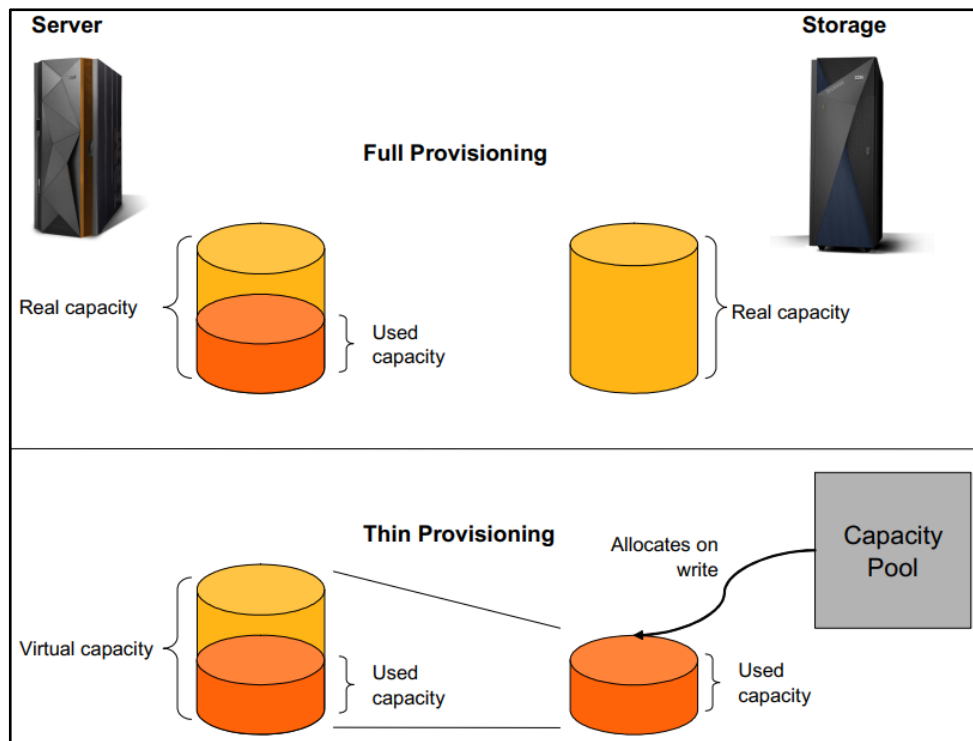 Server
Storage
Full Provisioning
Real capacity
Used
capacity
Real capacity
Thin Provisioning
Allocates on
write
Capacity
Pool
Virtual capacity
Used
capacity
Used
capacity